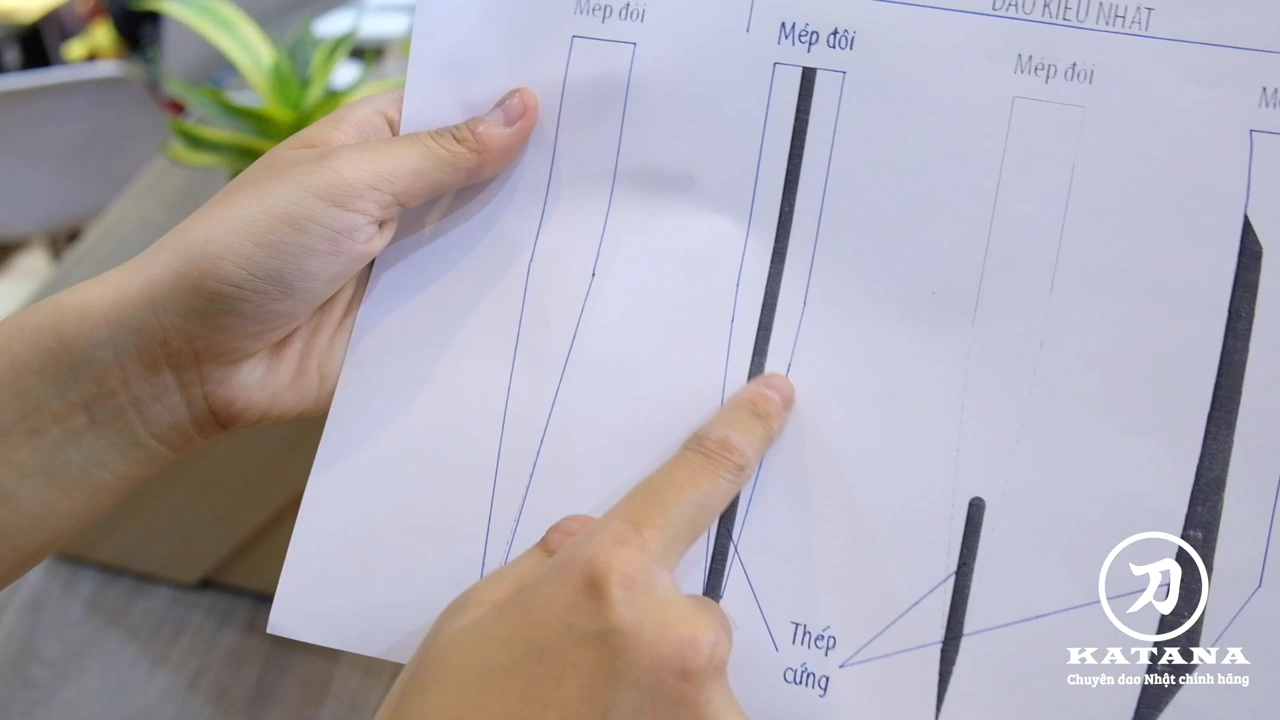 DAO KIỂU NHẬT
Mép đôi
Mép đôi
Mép đôi
Thép
cứng
刀
KATANA
Chuyên dao Nhật chính hãng